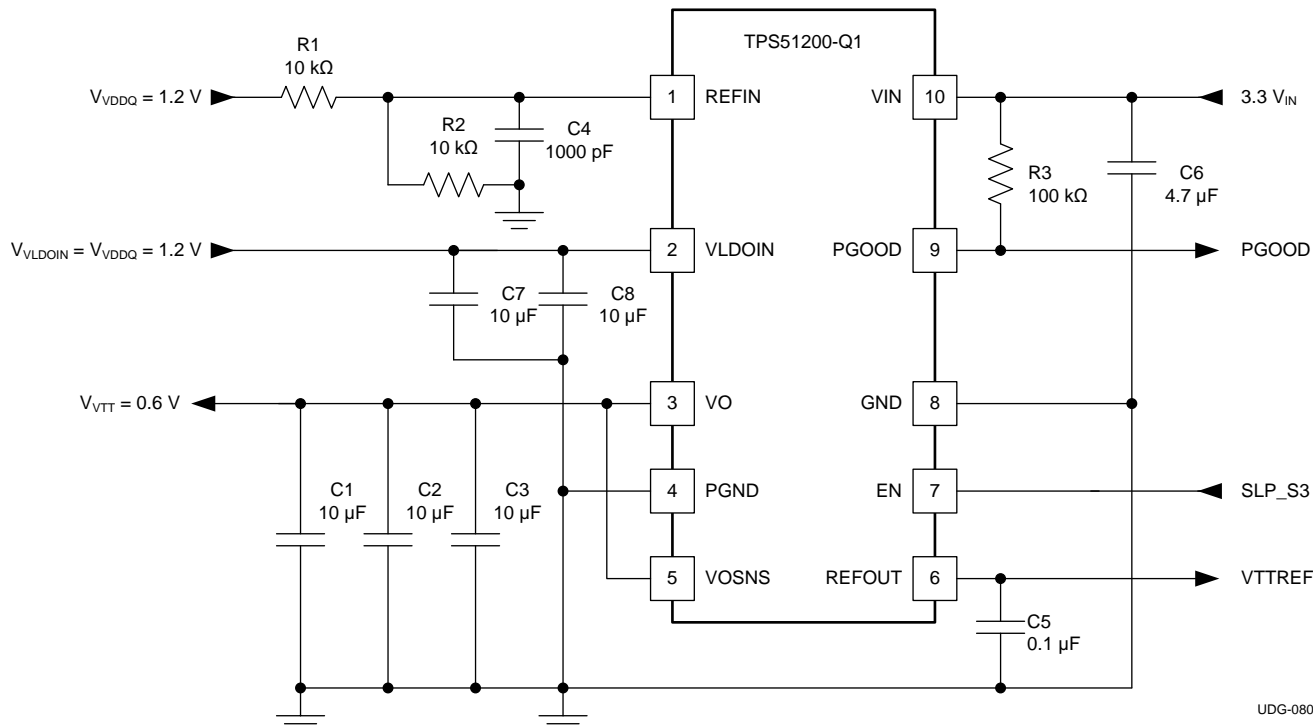 TPS51200-Q1
R1
10 kΩ
V_VDDQ = 1.2 V
1
REFIN
VIN
10
3.3 V_IN
R2
10 kΩ
C4
1000 pF
R3
100 kΩ
C6
4.7 µF
V_VLDOIN = V_VDDQ = 1.2 V
2
VLDOIN
PGOOD
9
PGOOD
C7
10 µF
C8
10 µF
V_VTT = 0.6 V
3
VO
GND
8
C1
10 µF
C2
10 µF
C3
10 µF
4
PGND
EN
7
SLP_S3
5
VOSNS
REFOUT
6
VTTREF
C5
0.1 µF
UDG-080